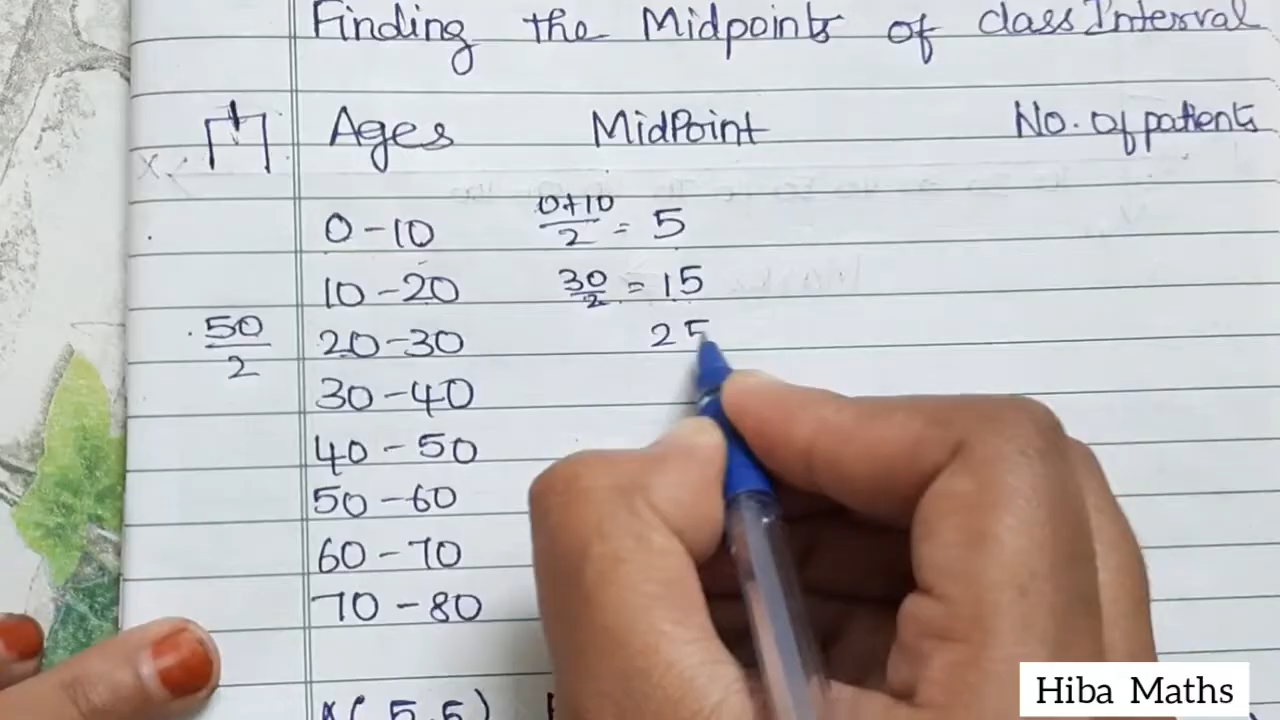 Finding the Midpoints of class Interval
Ages MidPoint No. of patients
0-10 0+10/2 = 5
10-20 30/2 = 15
50/2 20-30 25
30-40
40-50
50-60
60-70
70-80
(5,5)
Hiba Maths